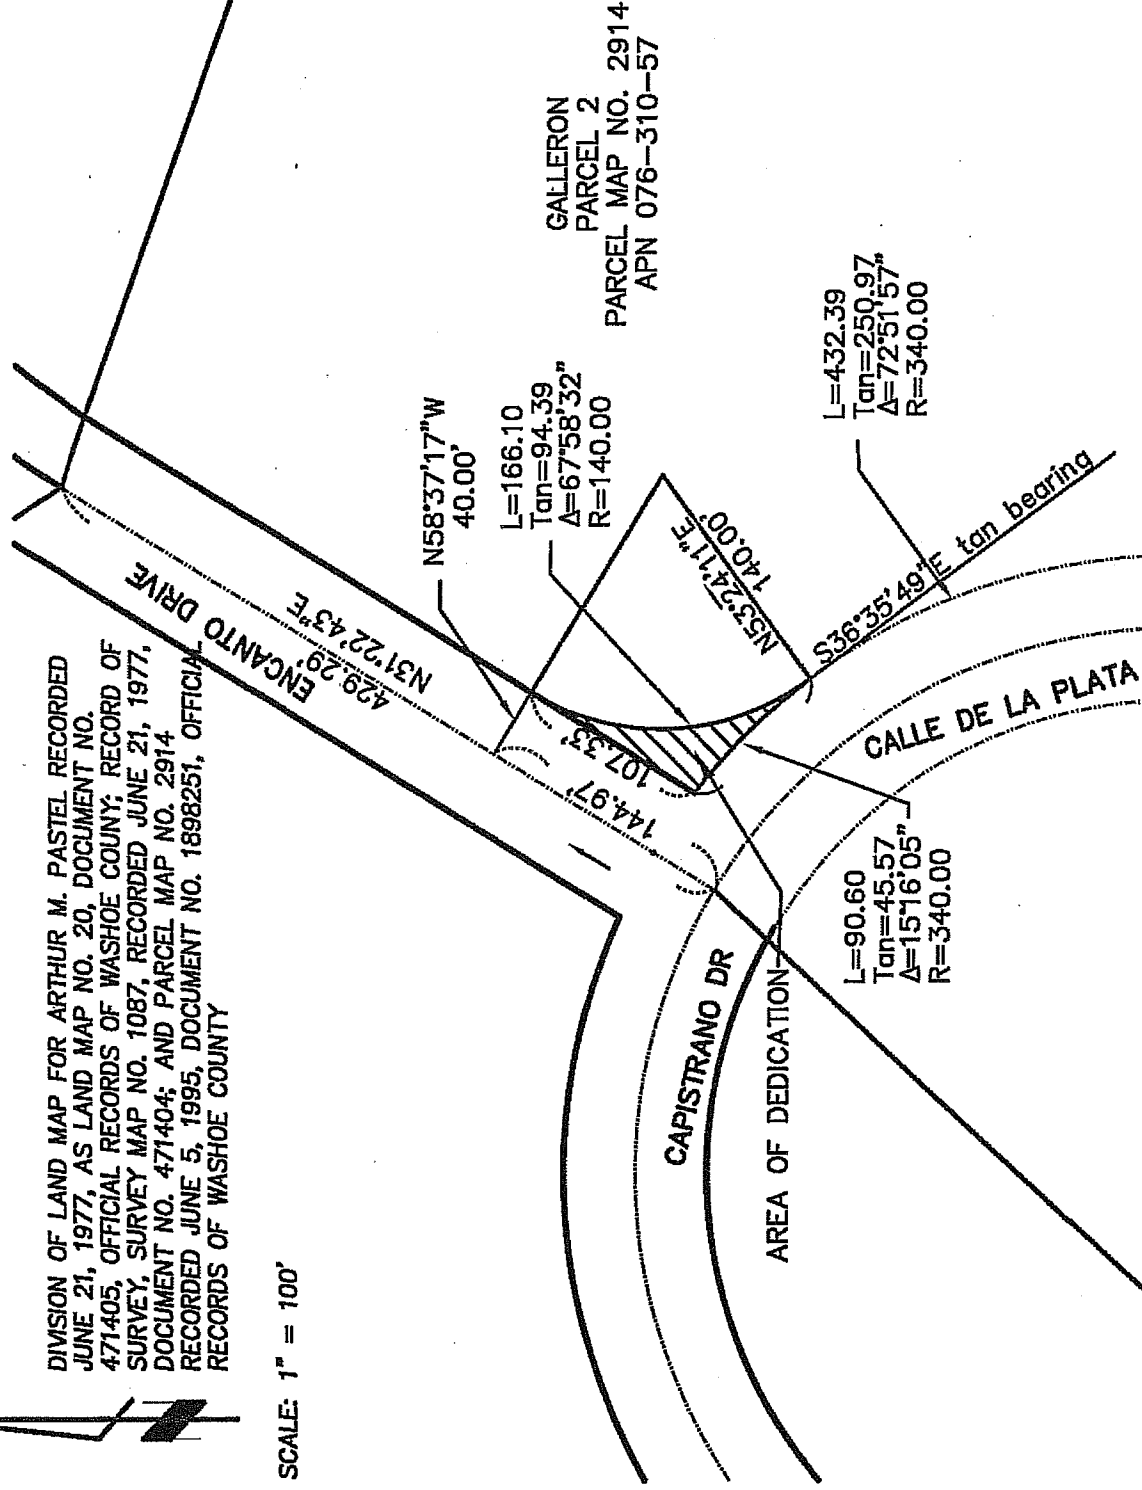 DIVISION OF LAND MAP FOR ARTHUR M. PASTEL RECORDED
JUNE 21, 1977, AS LAND MAP NO. 20, DOCUMENT NO.
471405, OFFICIAL RECORDS OF WASHOE COUNY; RECORD OF
SURVEY, SURVEY MAP NO. 1087, RECORDED JUNE 21, 1977,
DOCUMENT NO. 471404; AND PARCEL MAP NO. 2914
RECORDED JUNE 5, 1995, DOCUMENT NO. 1898251, OFFICIAL
RECORDS OF WASHOE COUNTY
SCALE: 1" = 100'
ENCANTO DRIVE
429.29'
N31°22'43"E
N58°37'17"W
40.00'
L=166.10
Tan=94.39
Δ=67°58'32"
R=140.00
GALLERON
PARCEL 2
PARCEL MAP NO. 2914
APN 076-310-57
107.33'
144.97'
N53°24'11"E
140.00'
S36°35'49"E tan bearing
L=432.39
Tan=250.97
Δ=72°51'57"
R=340.00
CALLE DE LA PLATA
CAPISTRANO DR
AREA OF DEDICATION
L=90.60
Tan=45.57
Δ=15°16'05"
R=340.00